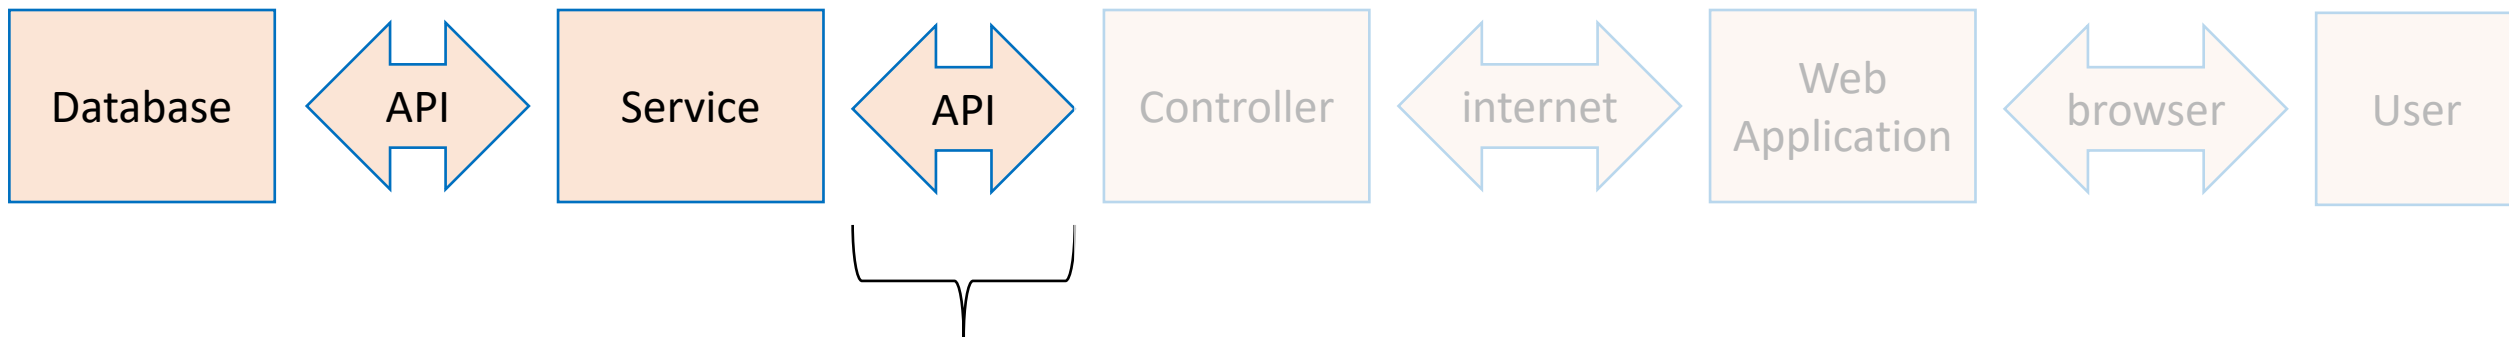 Database
API
Service
API
Controller
internet
Web
Application
browser
User